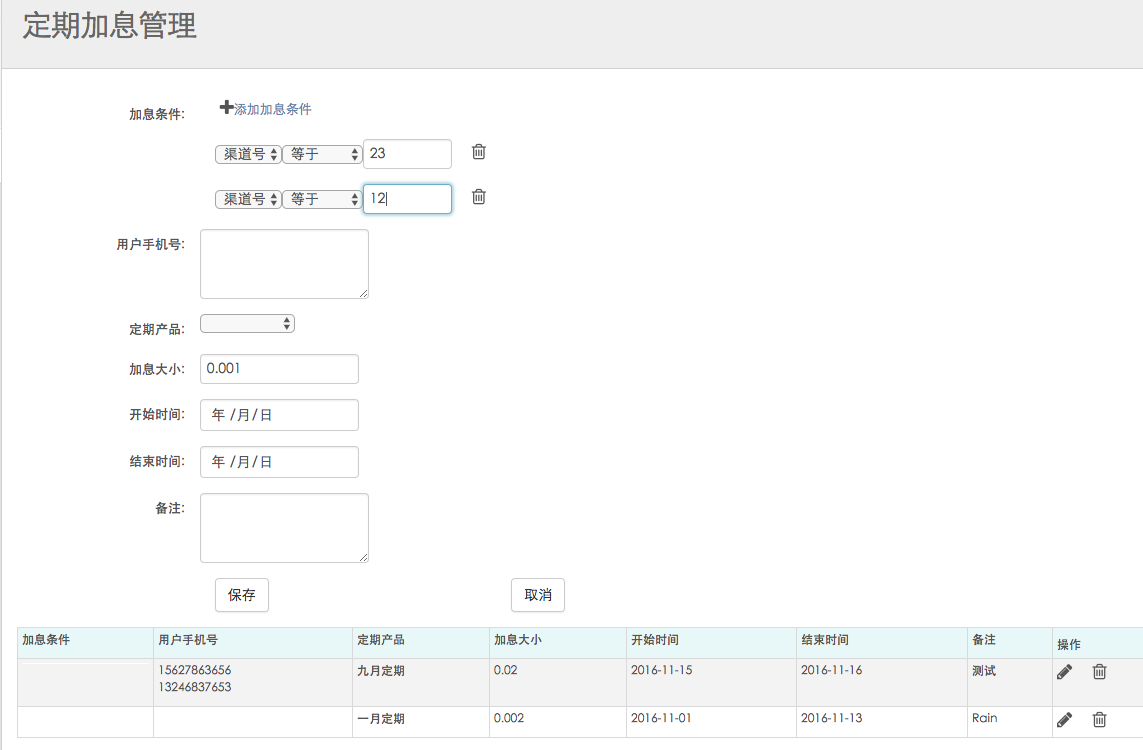 定期加息管理
加息条件: 添加加息条件
渠道号 等于 23
渠道号 等于 12
用户手机号:
定期产品:
加息大小: 0.001
开始时间: 年 /月/日
结束时间: 年 /月/日
备注:
保存 取消
加息条件 用户手机号 定期产品 加息大小 开始时间 结束时间 备注 操作
15627863656 九月定期 0.02 2016-11-15 2016-11-16 测试
13246837653
一月定期 0.002 2016-11-01 2016-11-13 Rain